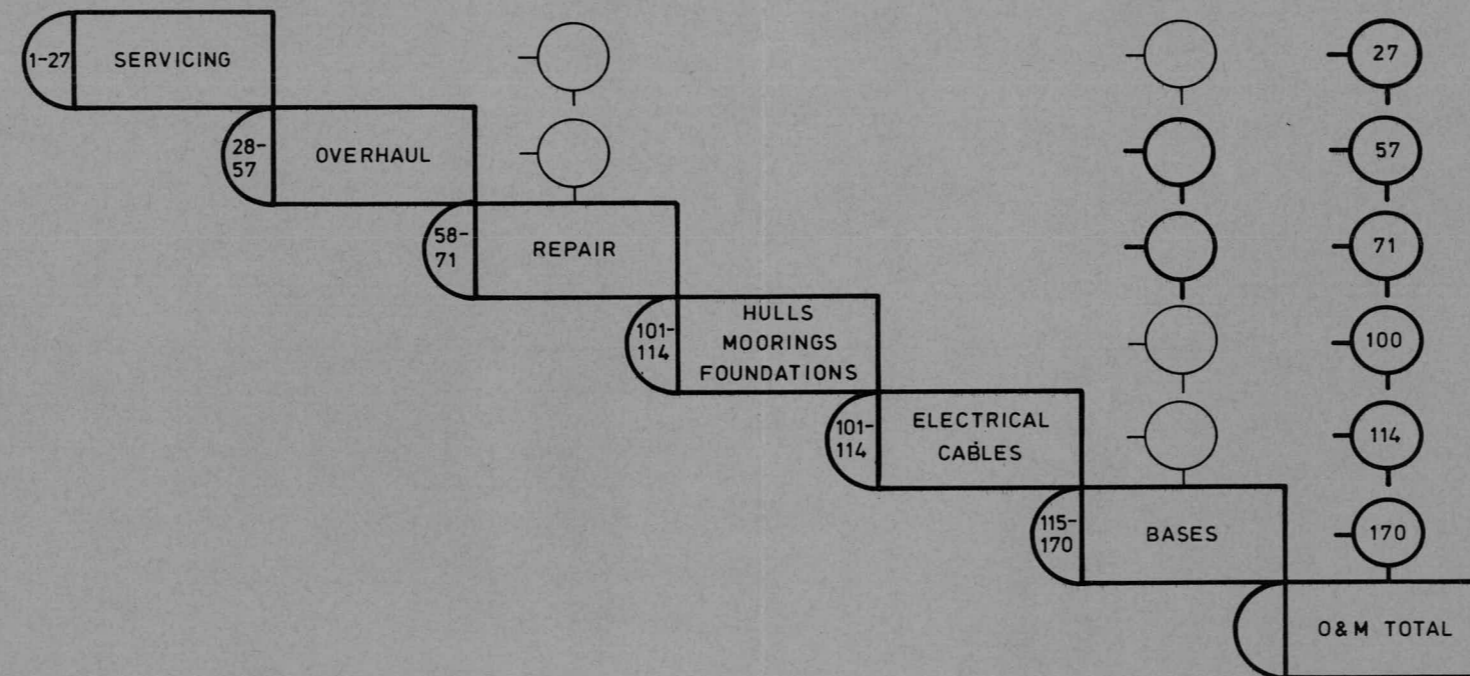 1-27 SERVICING 27
28-
57
OVERHAUL
57
58-
71
REPAIR
71
101-
114
HULLS
MOORINGS
FOUNDATIONS
100
101-
114
ELECTRICAL
CABLES
114
115-
170
BASES
170
O&M TOTAL